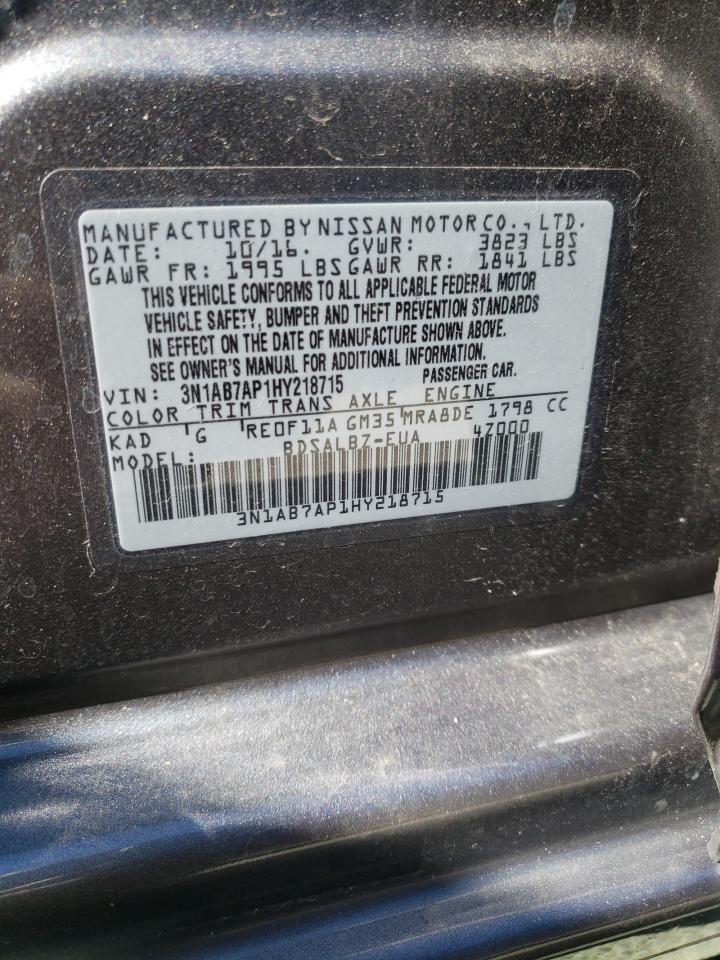 MANUFACTURED BY NISSAN MOTOR CO., LTD.
DATE: 10/16. GVWR: 3823 LBS
GAWR FR: 1995 LBS GAWR RR: 1841 LBS
THIS VEHICLE CONFORMS TO ALL APPLICABLE FEDERAL MOTOR
VEHICLE SAFETY, BUMPER AND THEFT PREVENTION STANDARDS
IN EFFECT ON THE DATE OF MANUFACTURE SHOWN ABOVE.
SEE OWNER'S MANUAL FOR ADDITIONAL INFORMATION.
VIN: 3N1AB7AP1HY218715 PASSENGER CAR.
COLOR TRIM TRANS AXLE ENGINE
KAD G RE0F11A GM35 MRA8DE 1798 CC
MODEL: BDSALBZ-EUA 47000
3N1AB7AP1HY218715